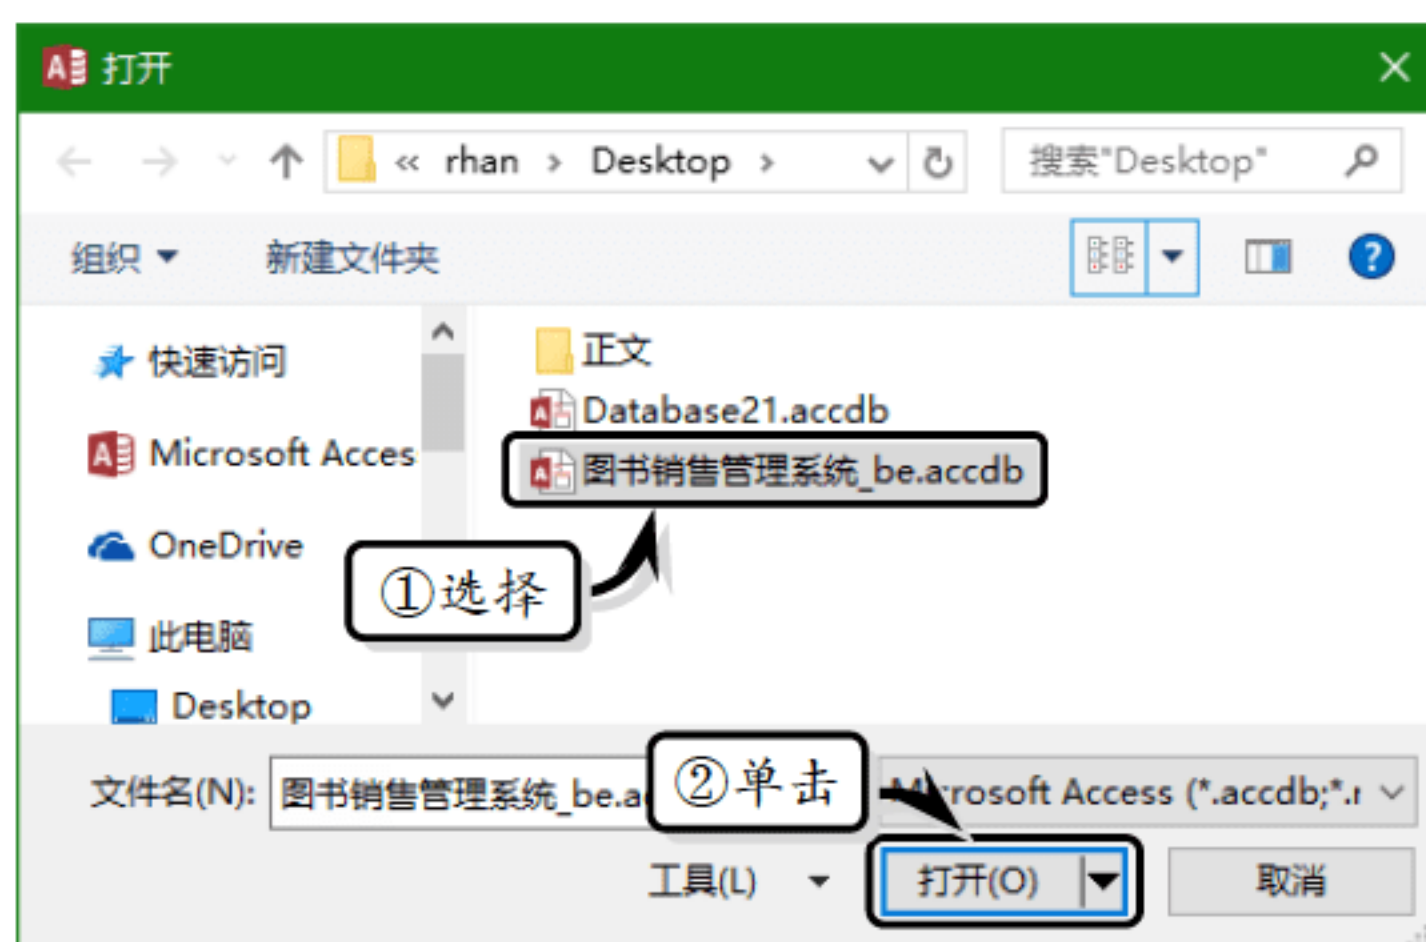 打开
« rhan › Desktop ›
搜索"Desktop"
组织
新建文件夹
快速访问
正文
Database21.accdb
Microsoft Acces
图书销售管理系统_be.accdb
OneDrive
①选择
此电脑
Desktop
文件名(N):
图书销售管理系统_be.a
②单击
Microsoft Access (*.accdb;*.r
工具(L)
打开(O)
取消